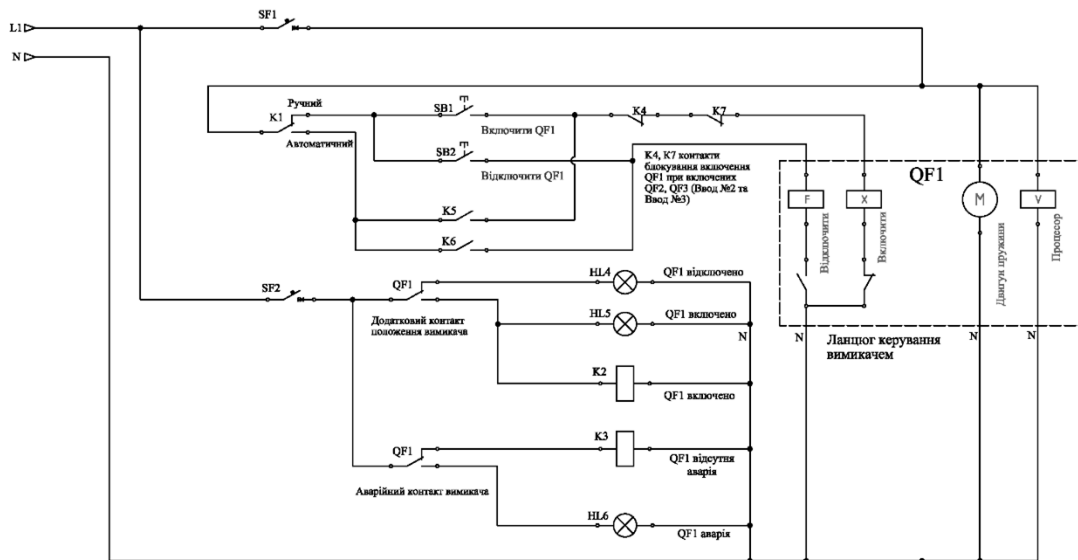 SF1
L1
N
Ручний
K1
Автоматичний
SB1
Включити QF1
SB2
Відключити QF1
K4
K7
K4, K7 контакти
блокування включення
QF1 при включених
QF2, QF3 (Ввод №2 та
Ввод №3)
K5
K6
QF1
F
X
M
V
Відключити
Включити
Двигун пружини
Процесор
N
N
N
Ланцюг керування
вимикачем
SF2
QF1
Додатковий контакт
положення вимикача
HL4
QF1 відключено
HL5
QF1 включено
N
K2
QF1 включено
QF1
Аварійний контакт вимикача
K3
QF1 відсутня
аварія
HL6
QF1 аварія